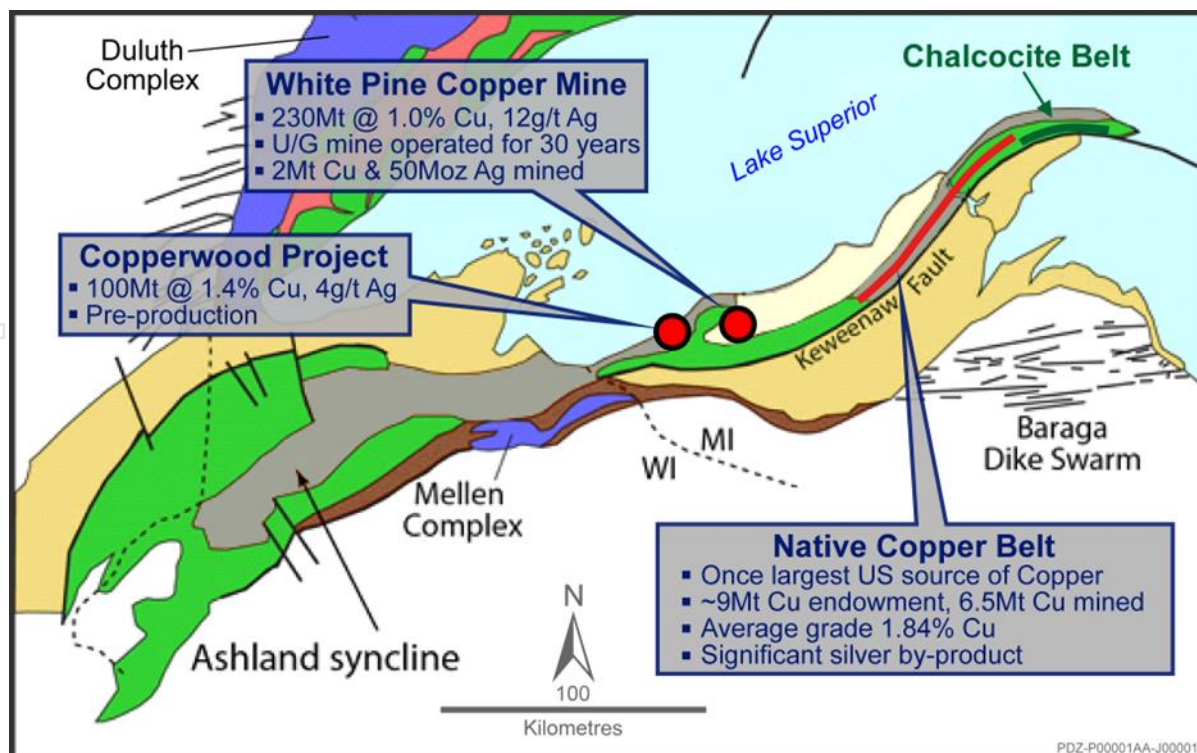 Duluth
Complex
White Pine Copper Mine
▪ 230Mt @ 1.0% Cu, 12g/t Ag
▪ U/G mine operated for 30 years
▪ 2Mt Cu & 50Moz Ag mined
Chalcocite Belt
Lake Superior
Copperwood Project
▪ 100Mt @ 1.4% Cu, 4g/t Ag
▪ Pre-production
Keweenaw Fault
MI
WI
Baraga
Dike Swarm
Mellen
Complex
Native Copper Belt
▪ Once largest US source of Copper
▪ ~9Mt Cu endowment, 6.5Mt Cu mined
▪ Average grade 1.84% Cu
▪ Significant silver by-product
Ashland syncline
N
100
Kilometres
PDZ-P00001AA-J00001